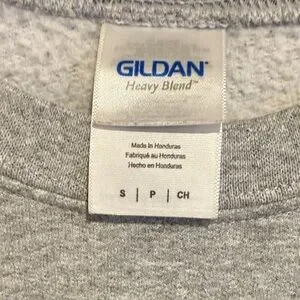 GILDAN®
Heavy Blend™
Made in Honduras
Fabriqué au Honduras
Hecho en Honduras
S | P | CH